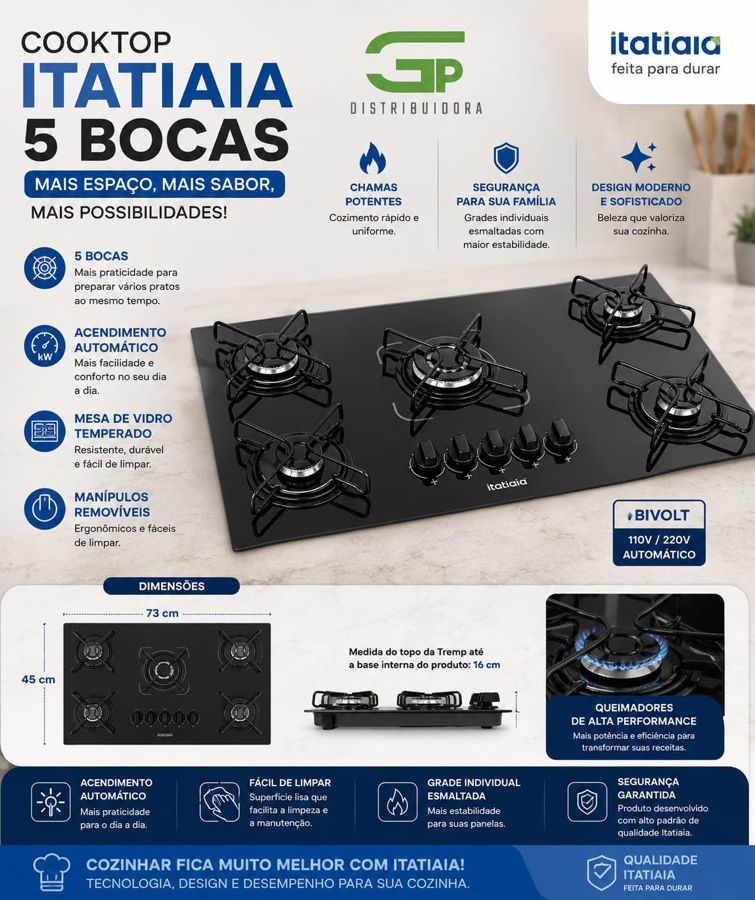 COOKTOP
ITATIAIA
5 BOCAS
MAIS ESPAÇO, MAIS SABOR,
MAIS POSSIBILIDADES!
GP
DISTRIBUIDORA
itatiaia
feita para durar
CHAMAS
POTENTES
Cozimento rápido e
uniforme.
SEGURANÇA
PARA SUA FAMÍLIA
Grades individuais
esmaltadas com
maior estabilidade.
DESIGN MODERNO
E SOFISTICADO
Beleza que valoriza
sua cozinha.
5 BOCAS
Mais praticidade para
preparar vários pratos
ao mesmo tempo.
kW
ACENDIMENTO
AUTOMÁTICO
Mais facilidade e
conforto no seu dia
a dia.
MESA DE VIDRO
TEMPERADO
Resistente, durável
e fácil de limpar.
MANÍPULOS
REMOVÍVEIS
Ergonômicos e fáceis
de limpar.
itatiaia
BIVOLT
110V / 220V
AUTOMÁTICO
DIMENSÕES
73 cm
45 cm
itatiaia
Medida do topo da Tremp até
a base interna do produto: 16 cm
QUEIMADORES
DE ALTA PERFORMANCE
Mais potência e eficiência para
transformar suas receitas.
ACENDIMENTO
AUTOMÁTICO
Mais praticidade
para o dia a dia.
FÁCIL DE LIMPAR
Superfície lisa que
facilita a limpeza e
a manutenção.
GRADE INDIVIDUAL
ESMALTADA
Mais estabilidade
para suas panelas.
SEGURANÇA
GARANTIDA
Produto desenvolvido
com alto padrão de
qualidade Itatiaia.
COZINHAR FICA MUITO MELHOR COM ITATIAIA!
TECNOLOGIA, DESIGN E DESEMPENHO PARA SUA COZINHA.
QUALIDADE
ITATIAIA
FEITA PARA DURAR